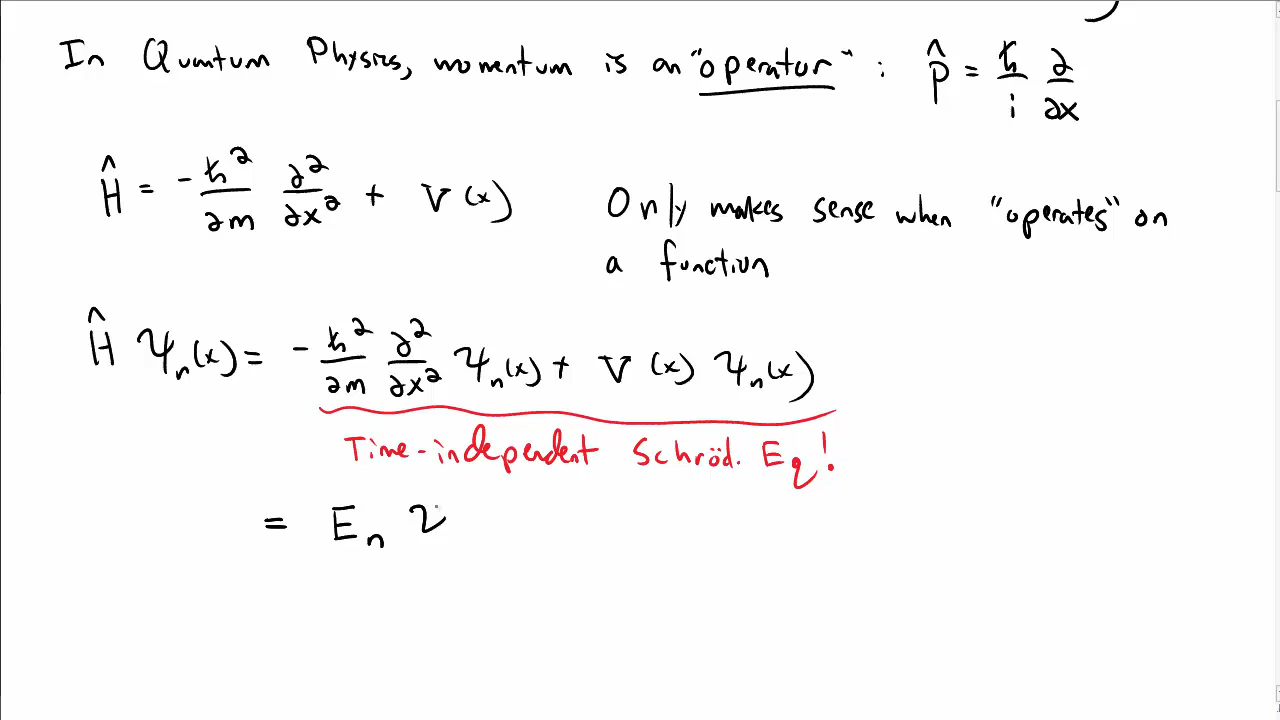 In Quantum Physics, momentum is an "operator" : p̂ = ħ/i ∂/∂x
Ĥ = -ħ²/2m ∂²/∂x² + V(x) Only makes sense when "operates" on
a function
Ĥ Ψₙ(x) = -ħ²/2m ∂²/∂x² Ψₙ(x) + V(x) Ψₙ(x)
Time-independent Schröd. Eq!
= Eₙ